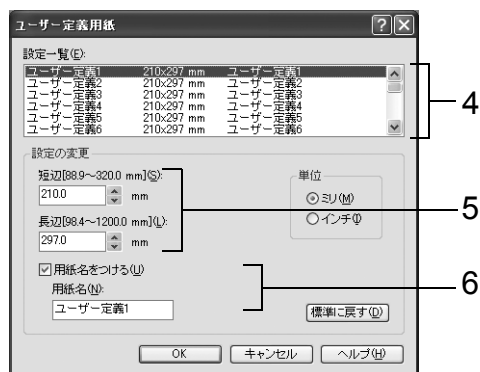 ユーザー定義用紙
設定一覧(E):
ユーザー定義1 210x297 mm ユーザー定義1
ユーザー定義2 210x297 mm ユーザー定義2
ユーザー定義3 210x297 mm ユーザー定義3
ユーザー定義4 210x297 mm ユーザー定義4
ユーザー定義5 210x297 mm ユーザー定義5
ユーザー定義6 210x297 mm ユーザー定義6
4
設定の変更
短辺[88.9～320.0 mm](S):
210.0 mm
長辺[98.4～1200.0 mm](L):
297.0 mm
単位
ミリ(M)
インチ(I)
5
用紙名をつける(U)
用紙名(N):
ユーザー定義1
6
標準に戻す(D)
OK キャンセル ヘルプ(H)